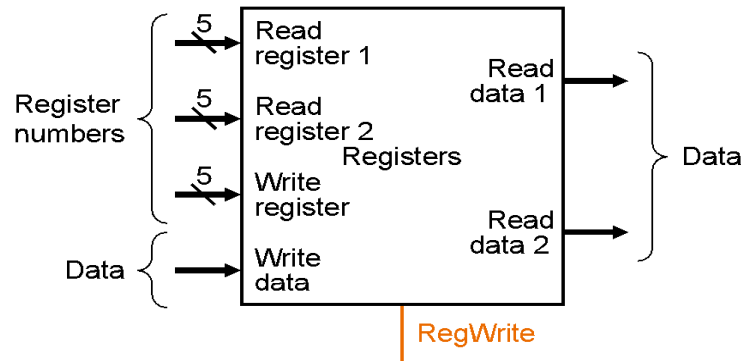 5
Read
register 1
5
Read
register 2
5
Write
register
Write
data
Register
numbers
Data
Registers
Read
data 1
Read
data 2
Data
RegWrite